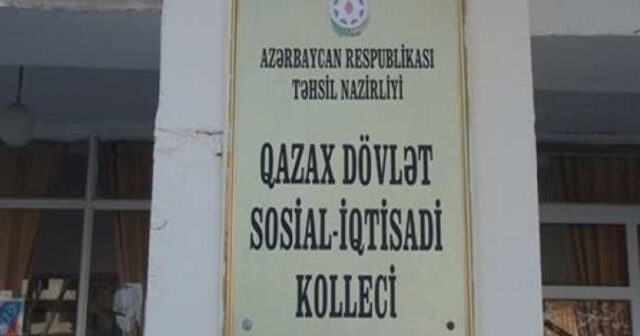 AZƏRBAYCAN RESPUBLİKASI
TƏHSİL NAZİRLİYİ
QAZAX DÖVLƏT
SOSİAL-İQTİSADİ
KOLLECİ